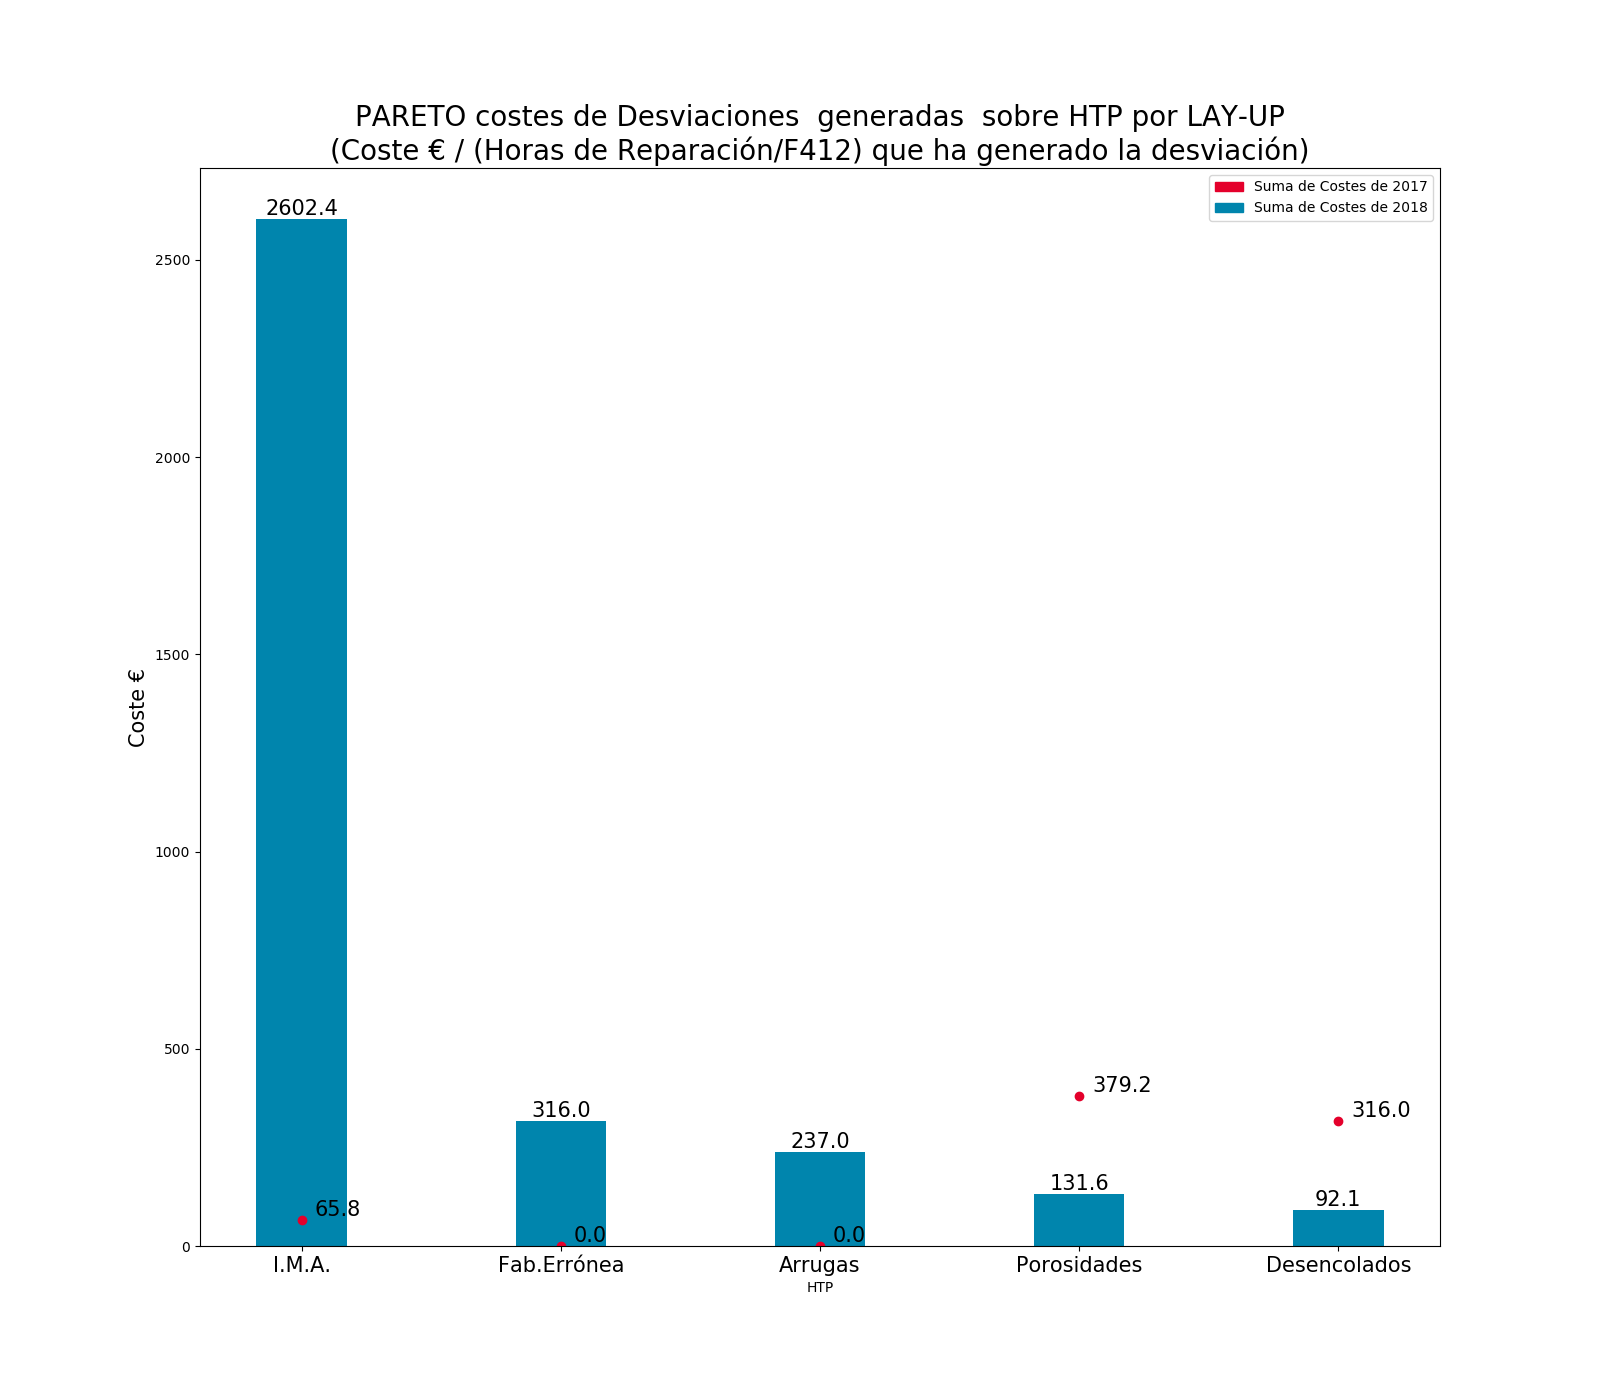 PARETO costes de Desviaciones  generadas  sobre HTP por LAY-UP
(Coste € / (Horas de Reparación/F412) que ha generado la desviación)
Suma de Costes de 2017
Suma de Costes de 2018
2602.4
2500
2000
1500
1000
500
0
Coste €
65.8
316.0
0.0
237.0
0.0
379.2
131.6
316.0
92.1
I.M.A.
Fab.Errónea
Arrugas
Porosidades
Desencolados
HTP